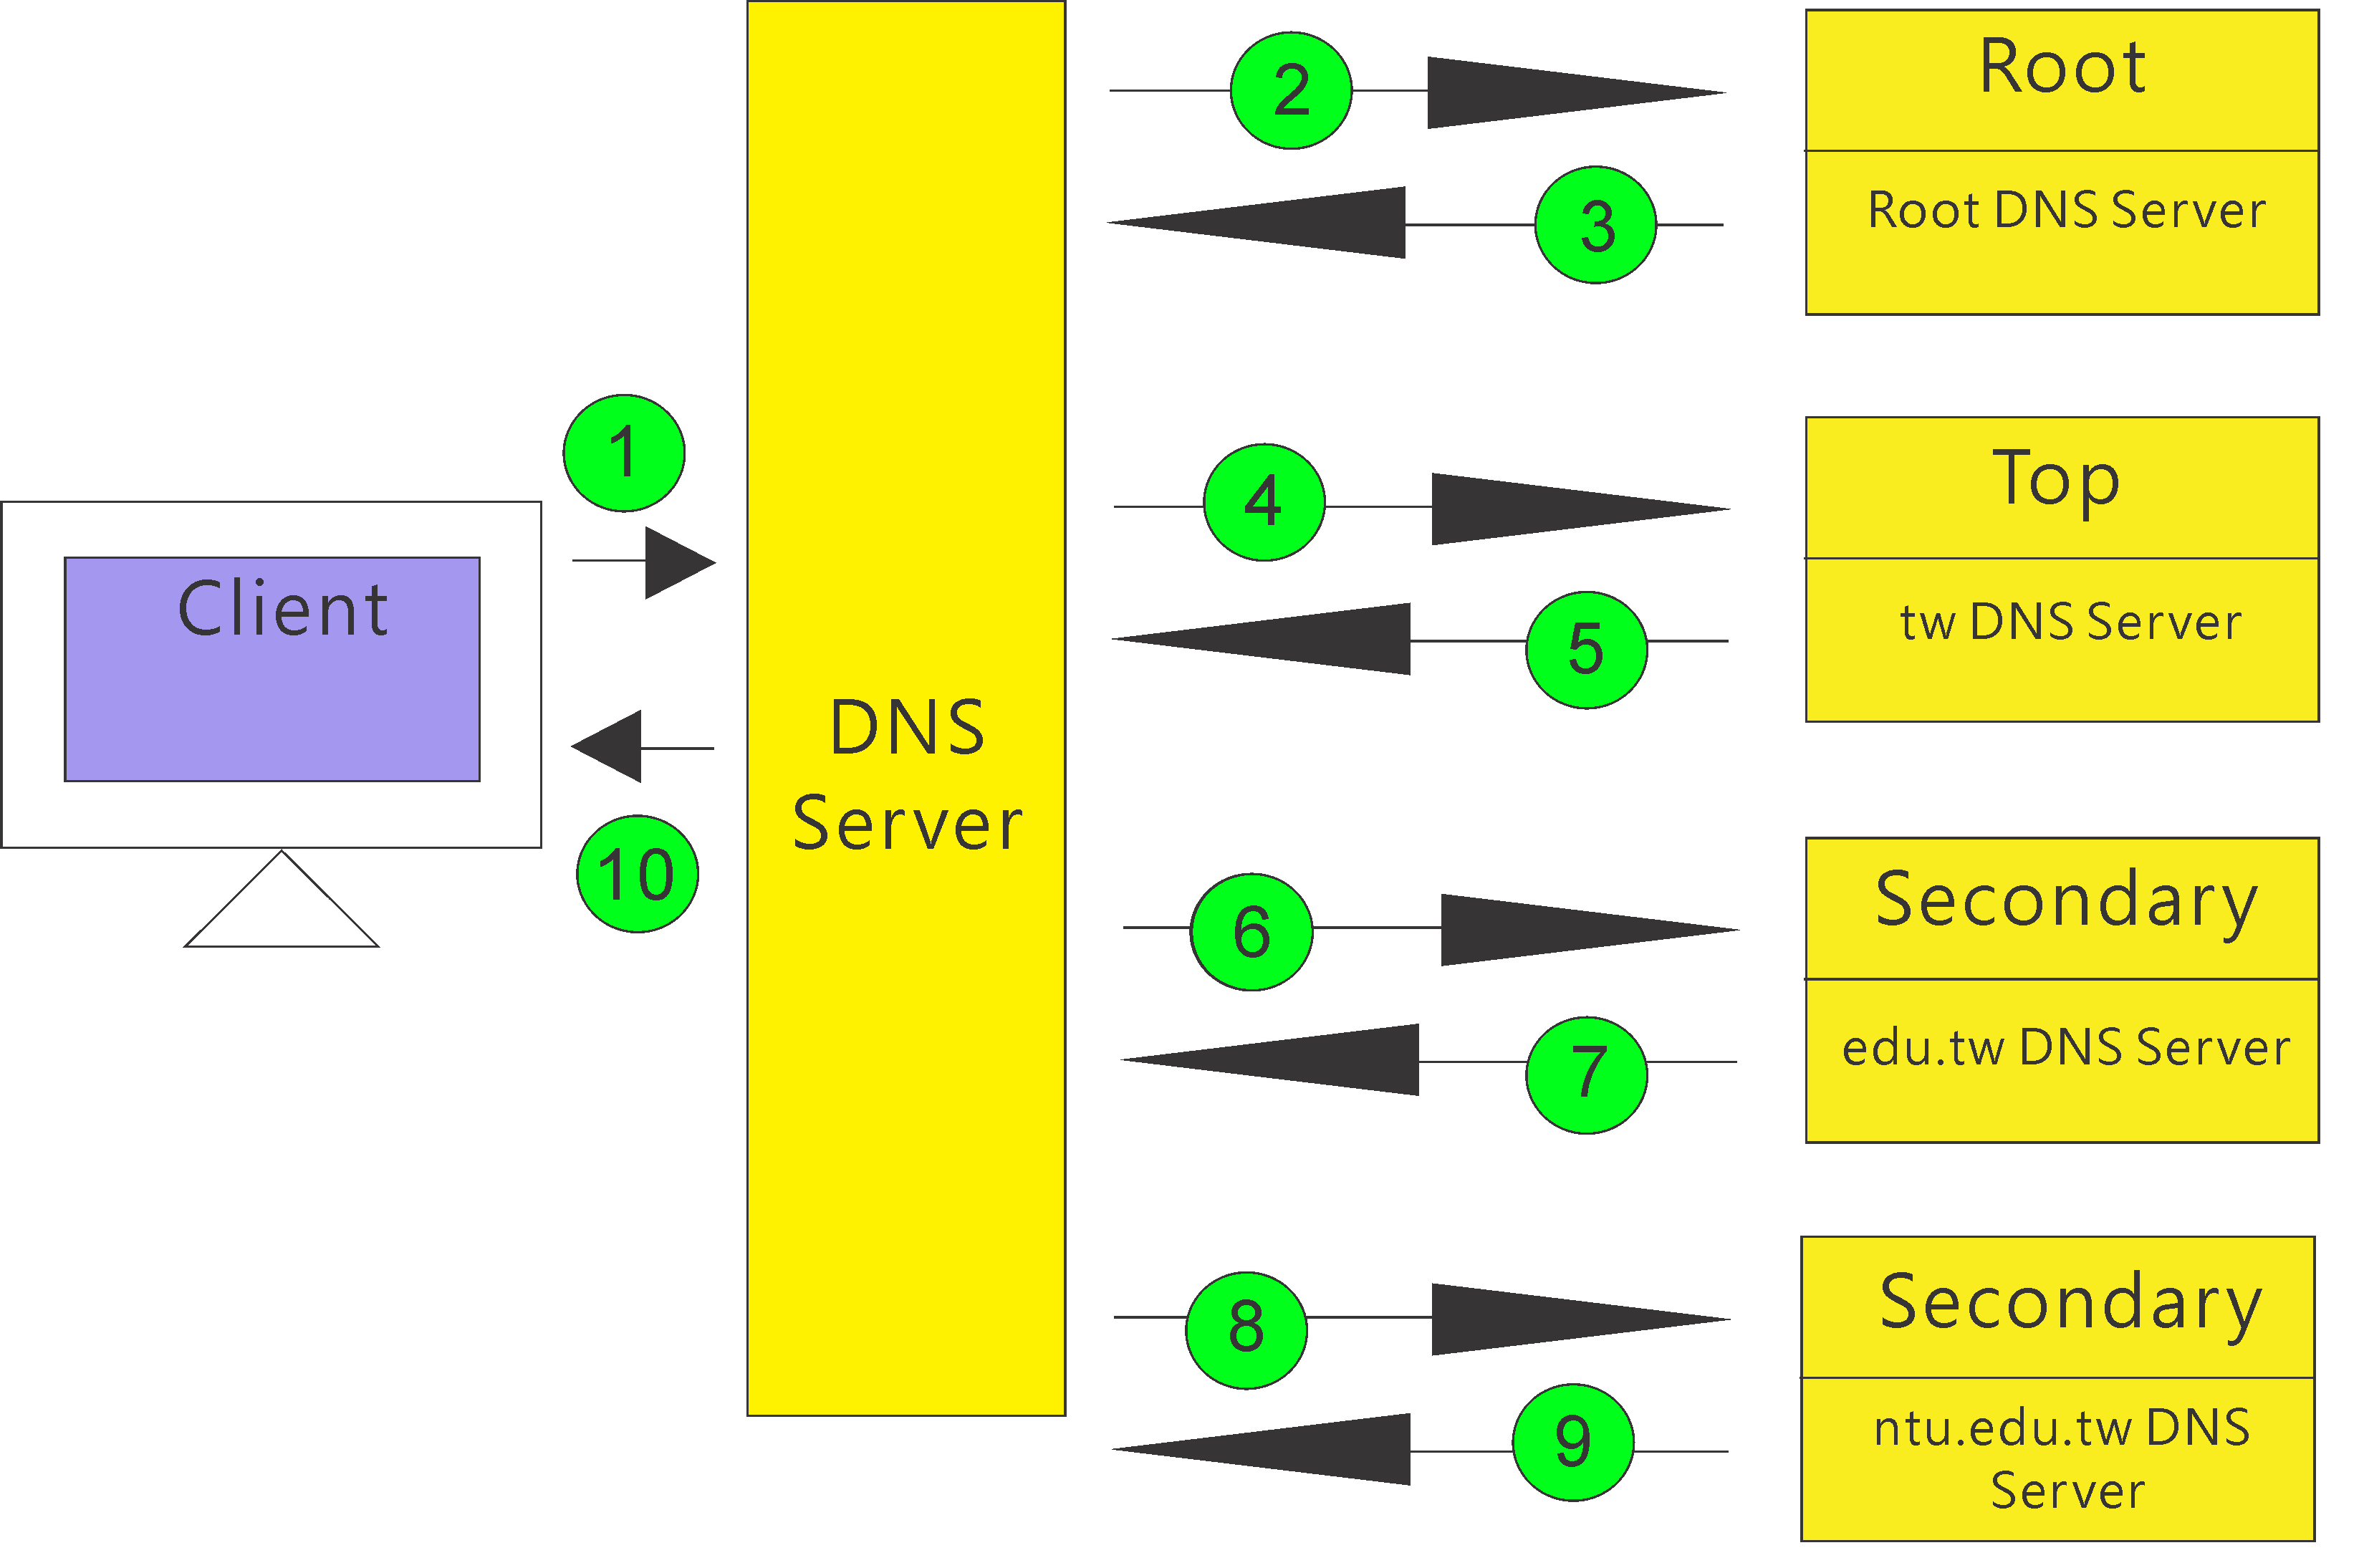 2
Root
3
Root DNS Server
1
4
Top
Client
5
tw DNS Server
DNS
Server
10
6
Secondary
7
edu.tw DNS Server
8
Secondary
9
ntu.edu.tw DNS
Server